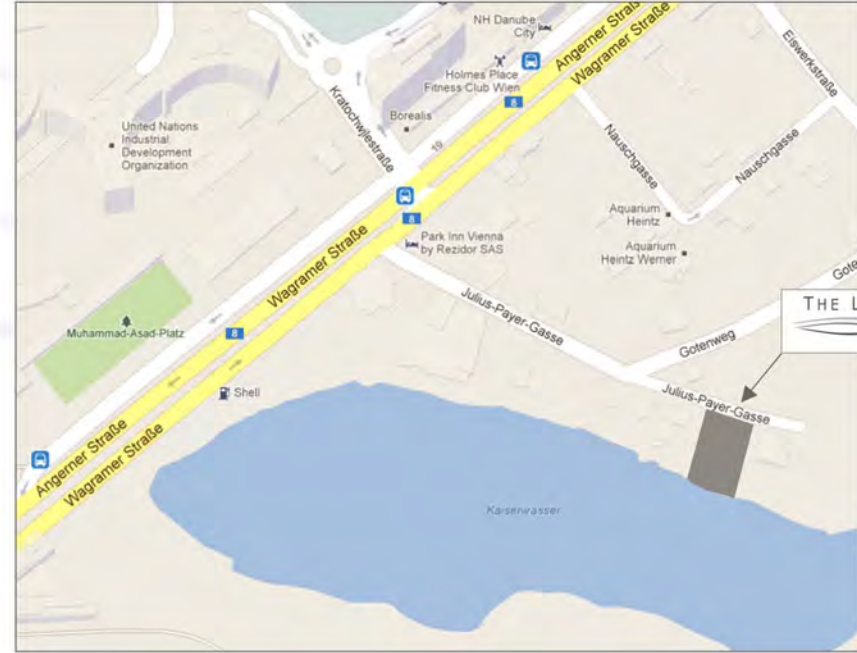 NH Danube
City
Angerner Straße
Wagramer Straße
Eiswerkstraße
Holmes Place
Fitness Club Wien
8
Kratochwjlestraße
Borealis
United Nations
Industrial
Development
Organization
19
Nauschgasse
Nauschgasse
8
Aquarium
Heintz
Park Inn Vienna
by Rezidor SAS
Aquarium
Heintz Werner
Wagramer Straße
Julius-Payer-Gasse
THE L
Muhammad-Asad-Platz
8
Gotenweg
Shell
Julius-Payer-Gasse
Angerner Straße
Wagramer Straße
Kaiserwasser